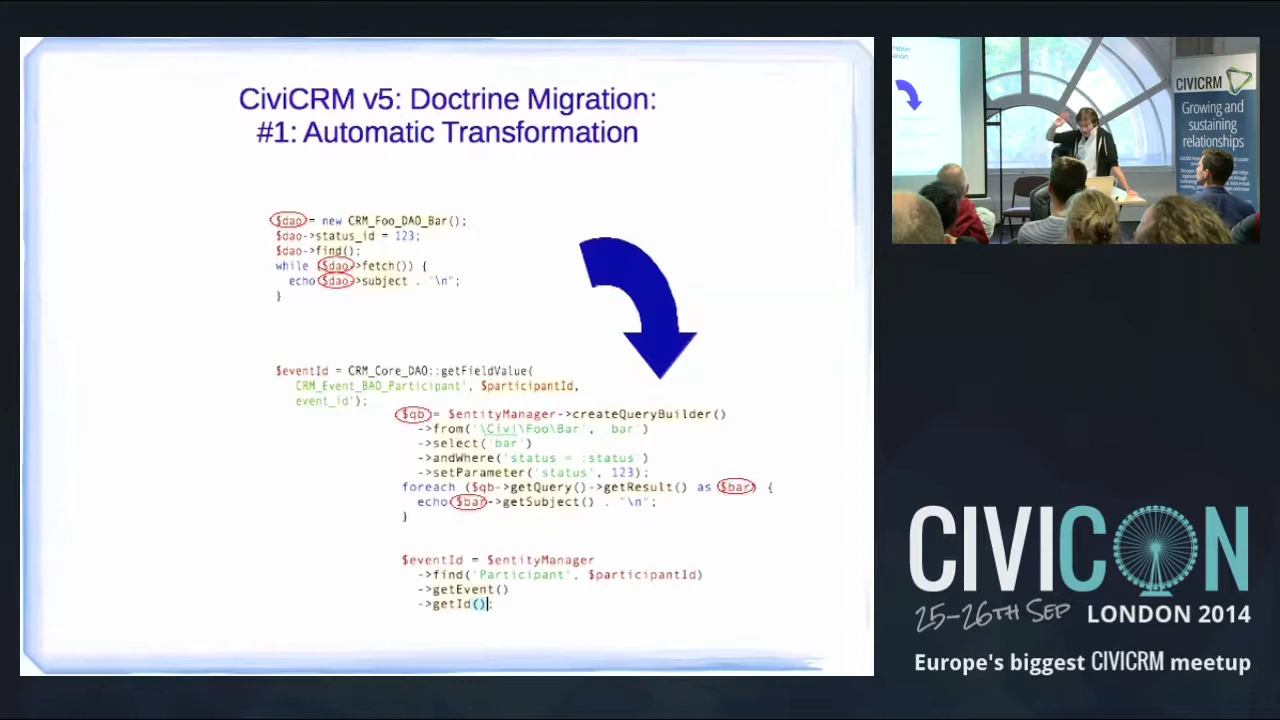 CiviCRM v5: Doctrine Migration:
#1: Automatic Transformation
$dao = new CRM_Foo_DAO_Bar();
$dao->status_id = 123;
$dao->find();
while ($dao->fetch()) {
echo $dao->subject . "\n";
}
$eventId = CRM_Core_DAO::getFieldValue(
CRM_Event_BAO_Participant', $participantId,
event_id');
$qb = $entityManager->createQueryBuilder()
->from('\Civi\Foo\Bar', bar')
->select('bar')
->andWhere('status = :status')
->setParameter('status', 123);
foreach ($qb->getQuery()->getResult() as $bar) {
echo $bar->getSubject() . "\n";
}
$eventId = $entityManager
->find('Participant', $participantId)
->getEvent()
->getId();
CIVICRM
Growing and
sustaining
relationships
CIVICON
25-26TH SEP LONDON 2014
Europe's biggest CIVICRM meetup